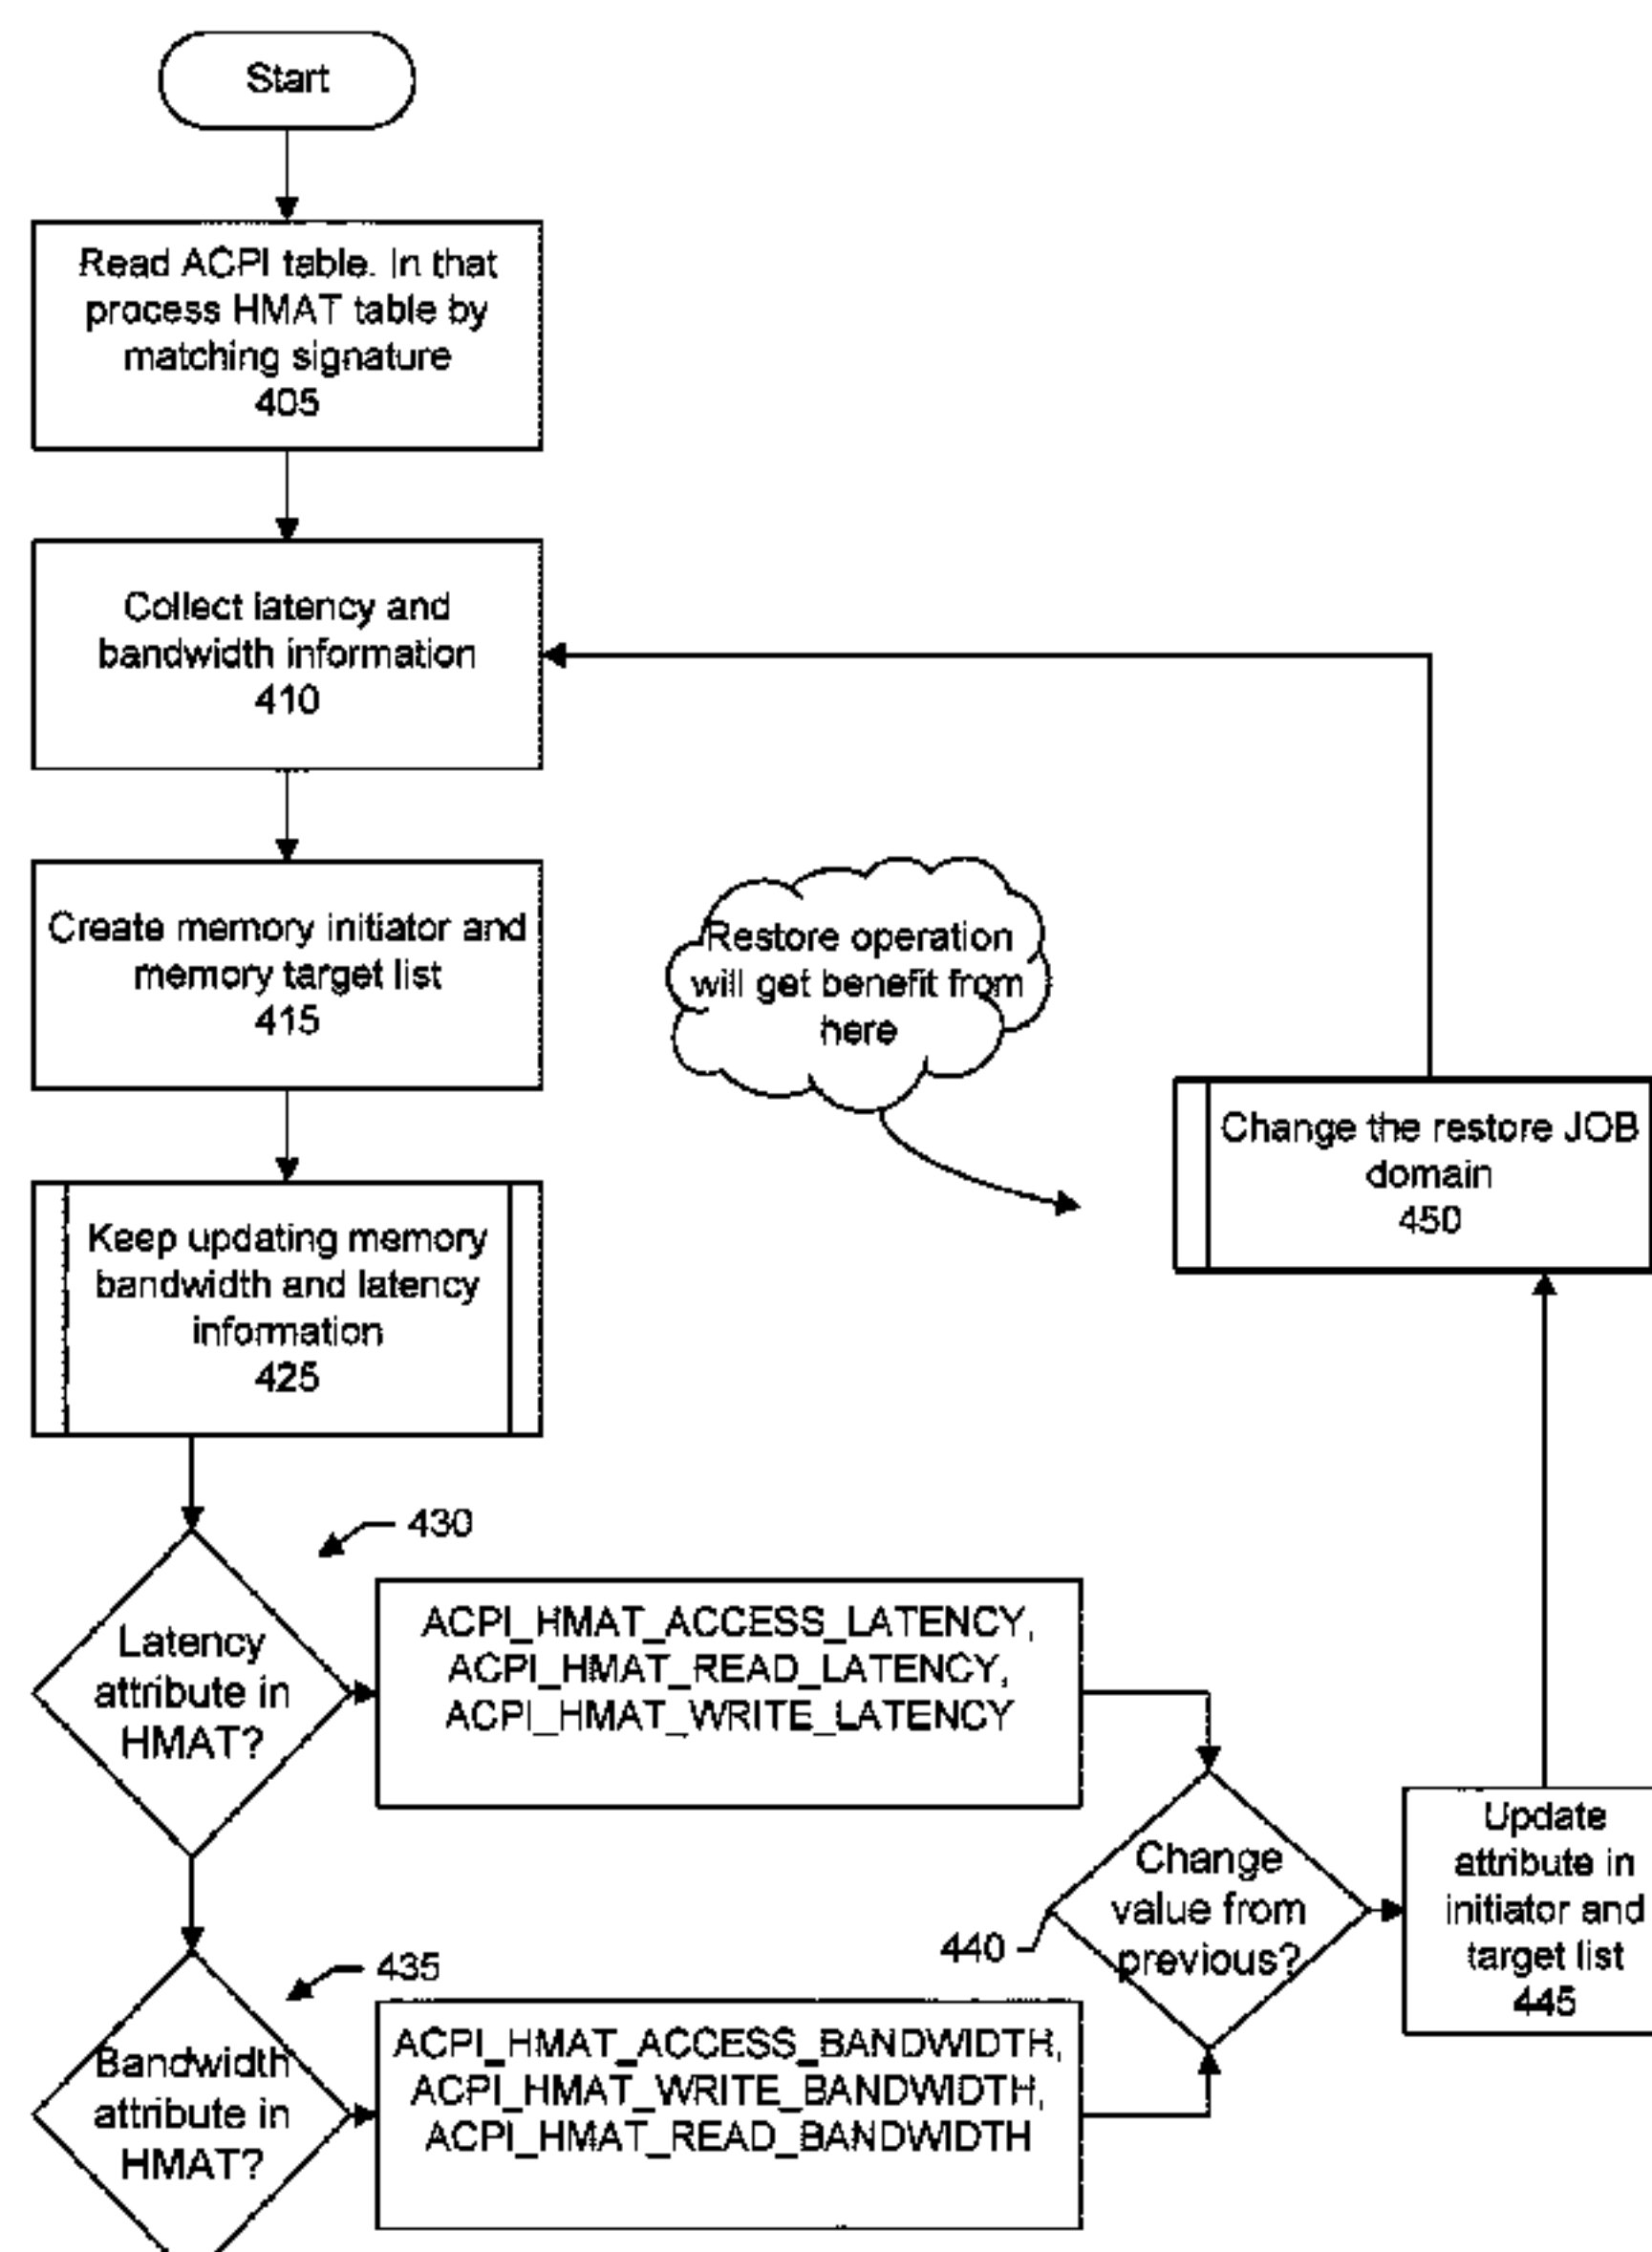 Start
Read ACPI table. In that
process HMAT table by
matching signature
405
Collect latency and
bandwidth information
410
Create memory initiator and
memory target list
415
Restore operation
will get benefit from
here
Change the restore JOB
domain
450
Keep updating memory
bandwidth and latency
information
425
430
Latency
attribute in
HMAT?
ACPI_HMAT_ACCESS_LATENCY,
ACPI_HMAT_READ_LATENCY,
ACPI_HMAT_WRITE_LATENCY
Change
value from
previous?
440
Update
attribute in
initiator and
target list
445
435
Bandwidth
attribute in
HMAT?
ACPI_HMAT_ACCESS_BANDWIDTH,
ACPI_HMAT_WRITE_BANDWIDTH,
ACPI_HMAT_READ_BANDWIDTH